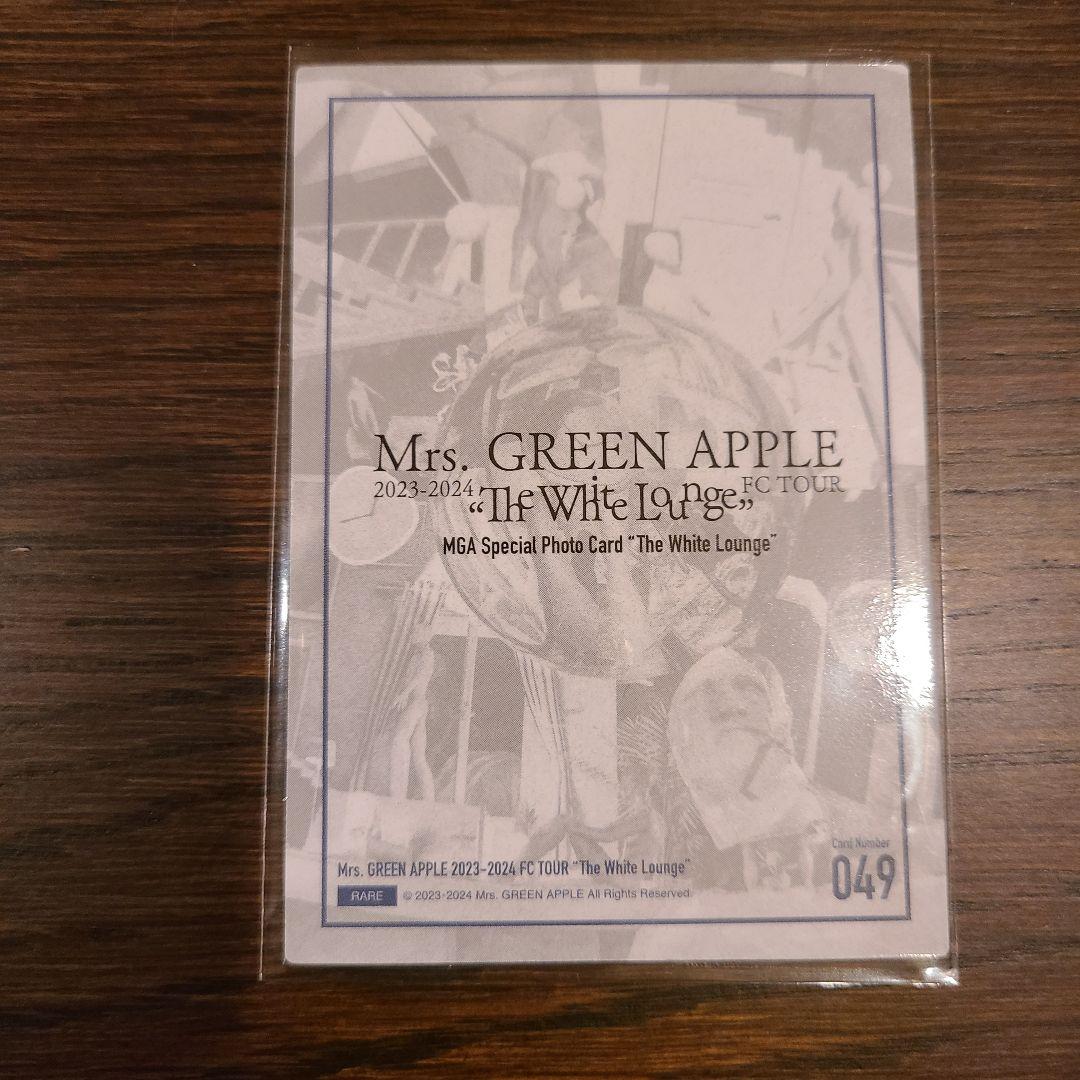 Mrs. GREEN APPLE
2023-2024 “The White Lounge” FC TOUR
MGA Special Photo Card “The White Lounge”
Mrs. GREEN APPLE 2023-2024 FC TOUR “The White Lounge”
RARE © 2023-2024 Mrs. GREEN APPLE All Rights Reserved.
Card Number
049